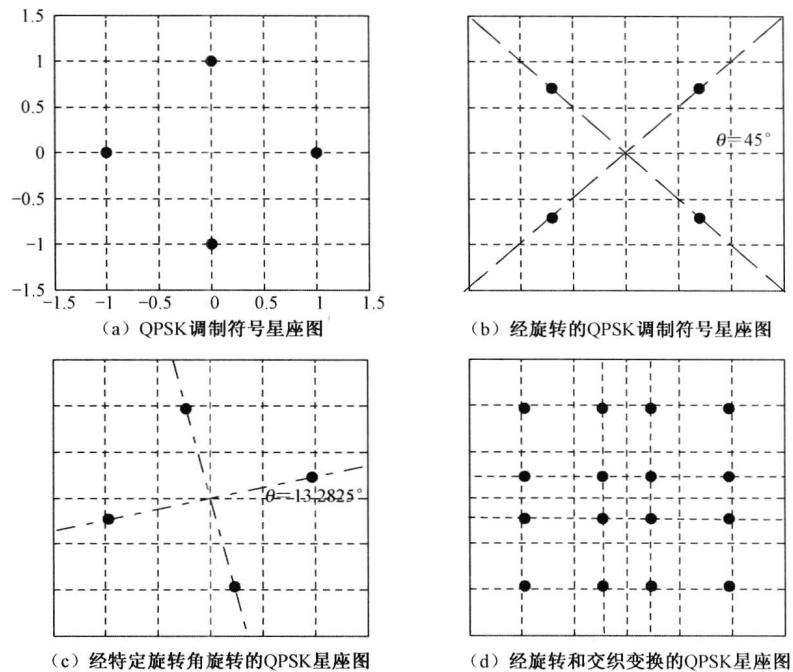 1.5
1
0.5
0
-0.5
-1
-1.5
-1.5 -1 -0.5 0 0.5 1 1.5
(a) QPSK调制符号星座图
θ=45°
(b) 经旋转的QPSK调制符号星座图
θ=13.2825°
(c) 经特定旋转角旋转的QPSK星座图
(d) 经旋转和交织变换的QPSK星座图